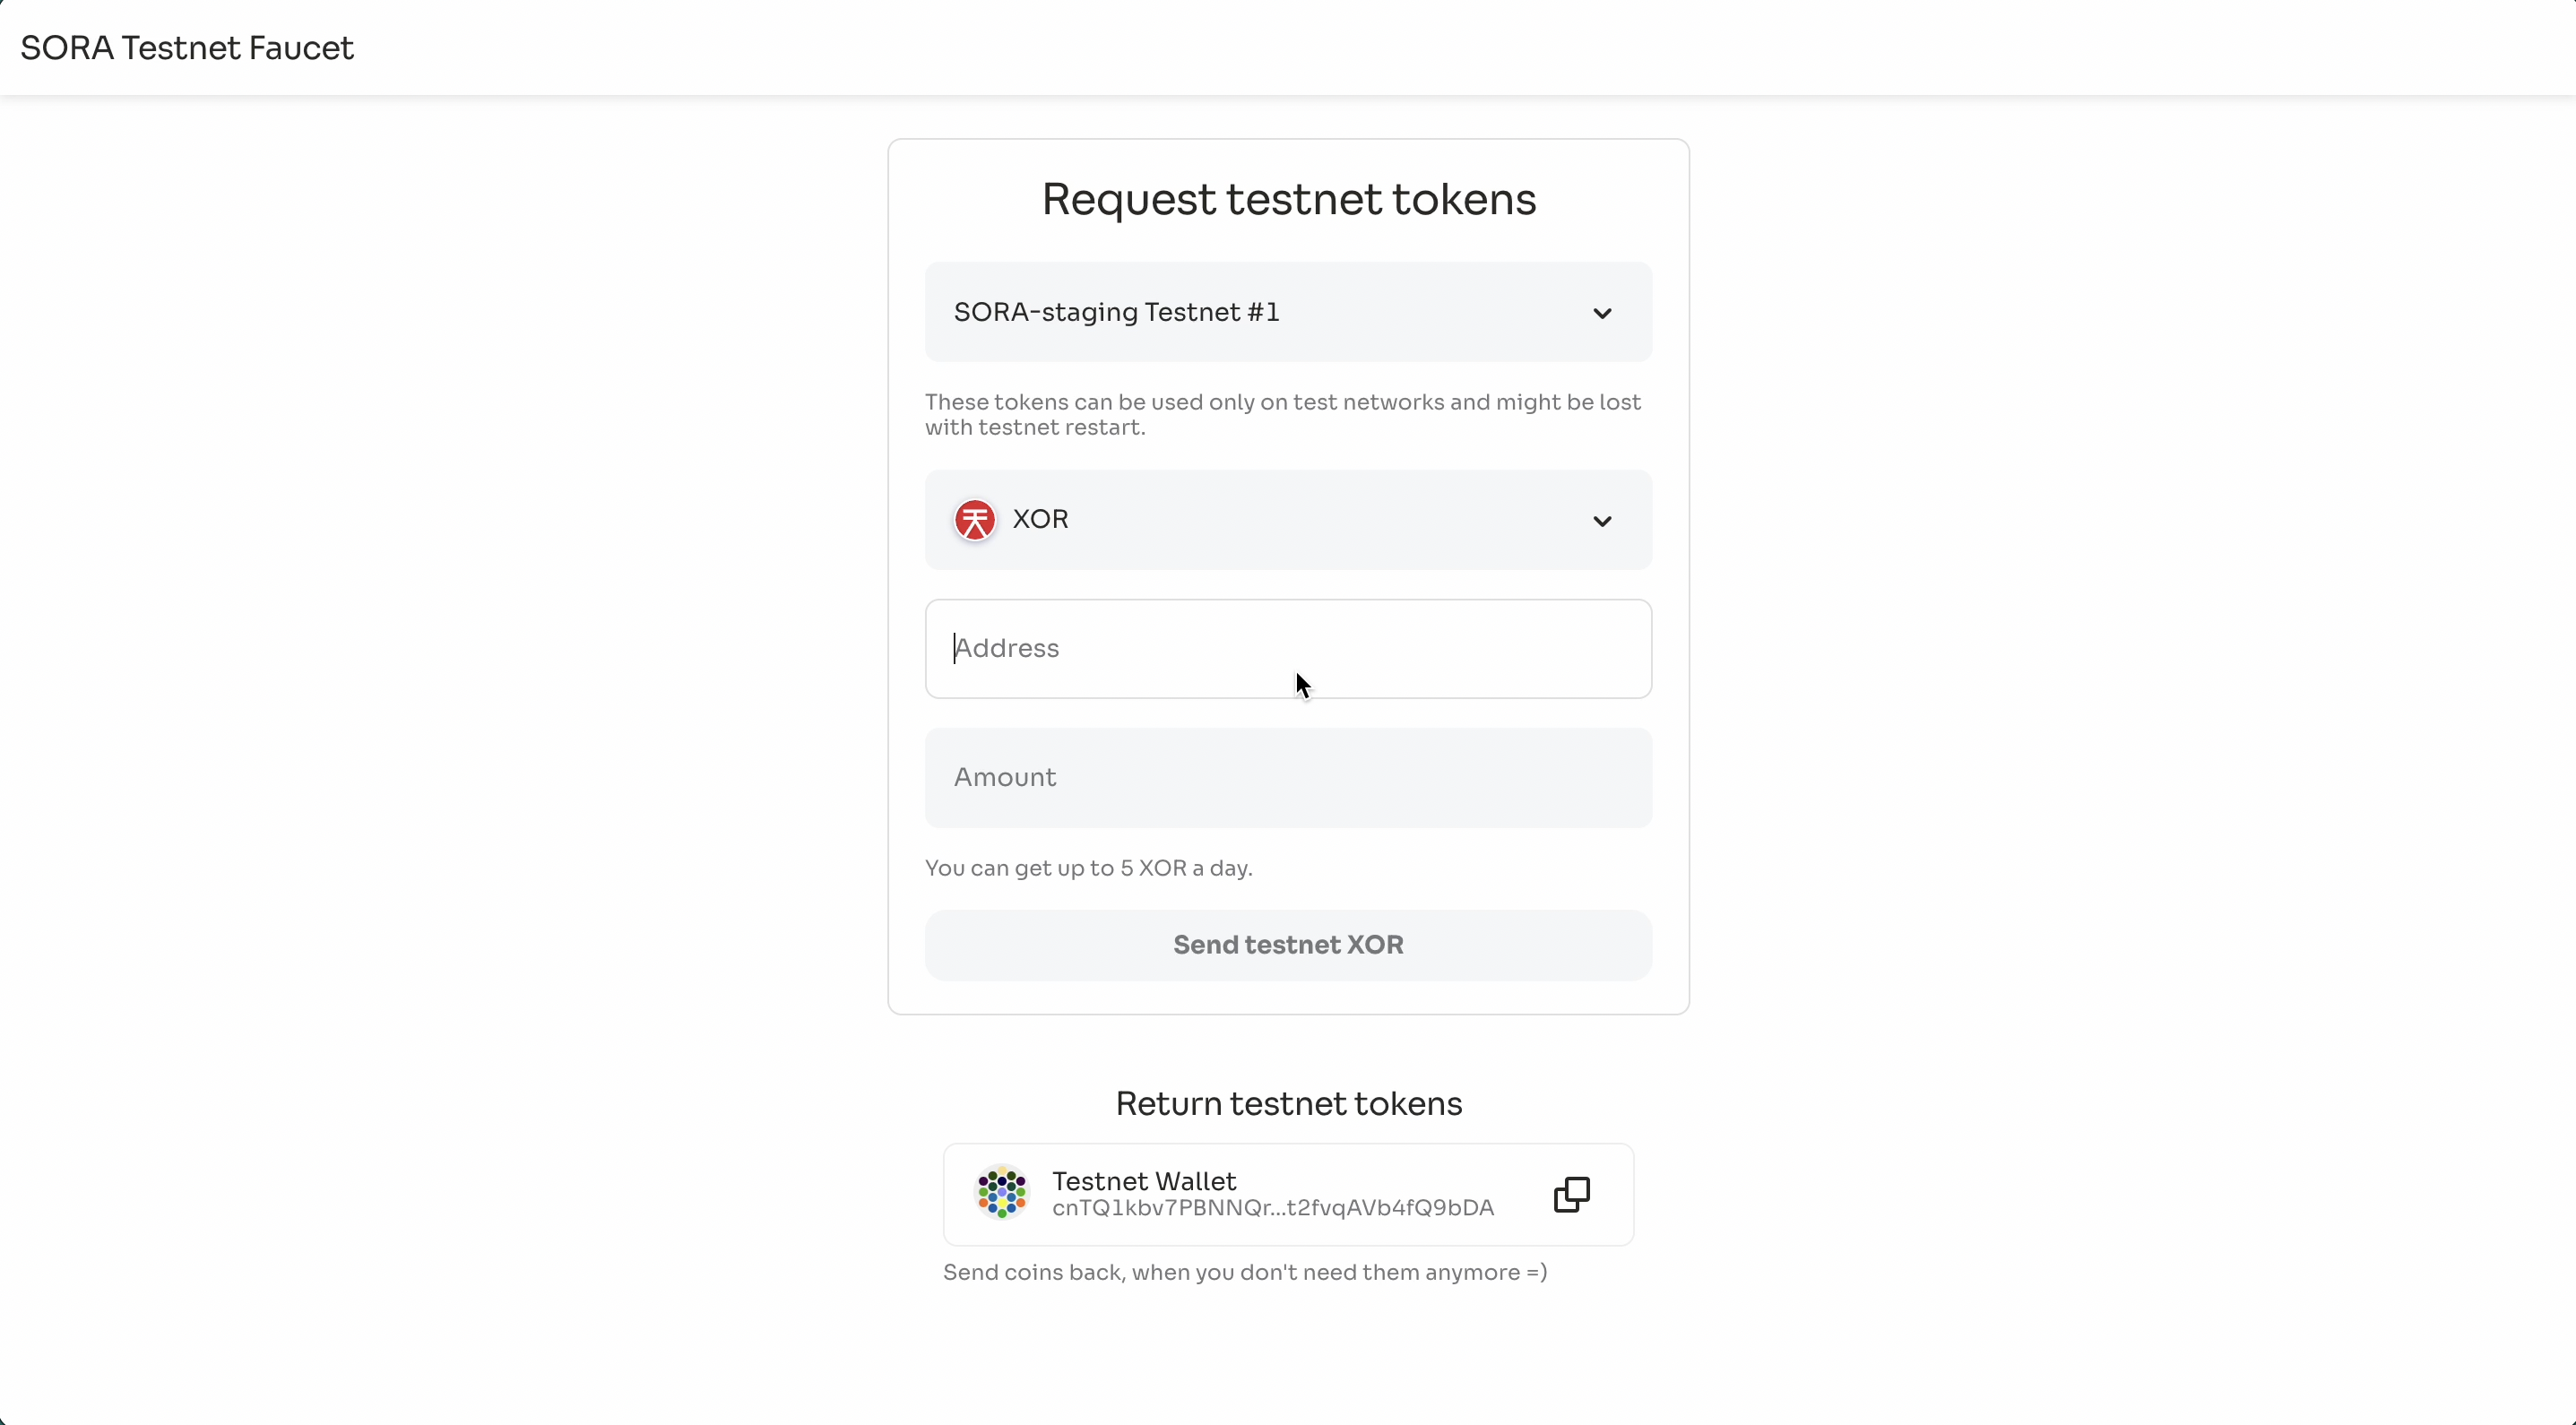 SORA Testnet Faucet
Request testnet tokens
SORA-staging Testnet #1
These tokens can be used only on test networks and might be lost
with testnet restart.
XOR
Address
Amount
You can get up to 5 XOR a day.
Send testnet XOR
Return testnet tokens
Testnet Wallet
cnTQ1kbv7PBNNQr...t2fvqAVb4fQ9bDA
Send coins back, when you don't need them anymore =)